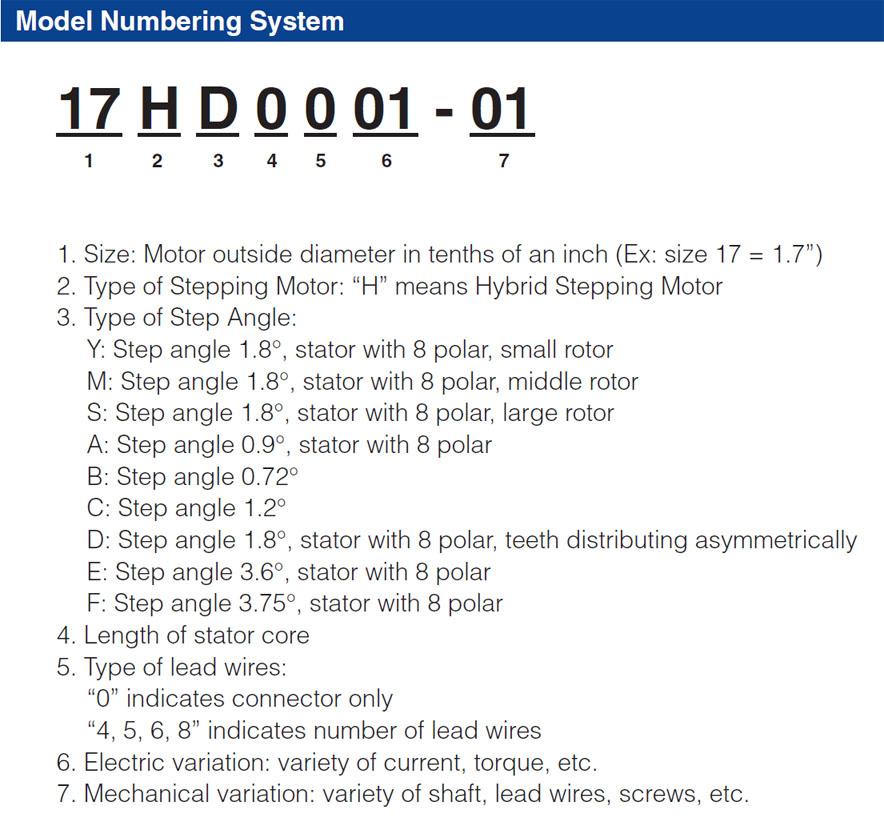 Model Numbering System
17 H D 0 0 01 - 01
1 2 3 4 5 6 7
1. Size: Motor outside diameter in tenths of an inch (Ex: size 17 = 1.7”)
2. Type of Stepping Motor: “H” means Hybrid Stepping Motor
3. Type of Step Angle:
Y: Step angle 1.8°, stator with 8 polar, small rotor
M: Step angle 1.8°, stator with 8 polar, middle rotor
S: Step angle 1.8°, stator with 8 polar, large rotor
A: Step angle 0.9°, stator with 8 polar
B: Step angle 0.72°
C: Step angle 1.2°
D: Step angle 1.8°, stator with 8 polar, teeth distributing asymmetrically
E: Step angle 3.6°, stator with 8 polar
F: Step angle 3.75°, stator with 8 polar
4. Length of stator core
5. Type of lead wires:
“0” indicates connector only
“4, 5, 6, 8” indicates number of lead wires
6. Electric variation: variety of current, torque, etc.
7. Mechanical variation: variety of shaft, lead wires, screws, etc.